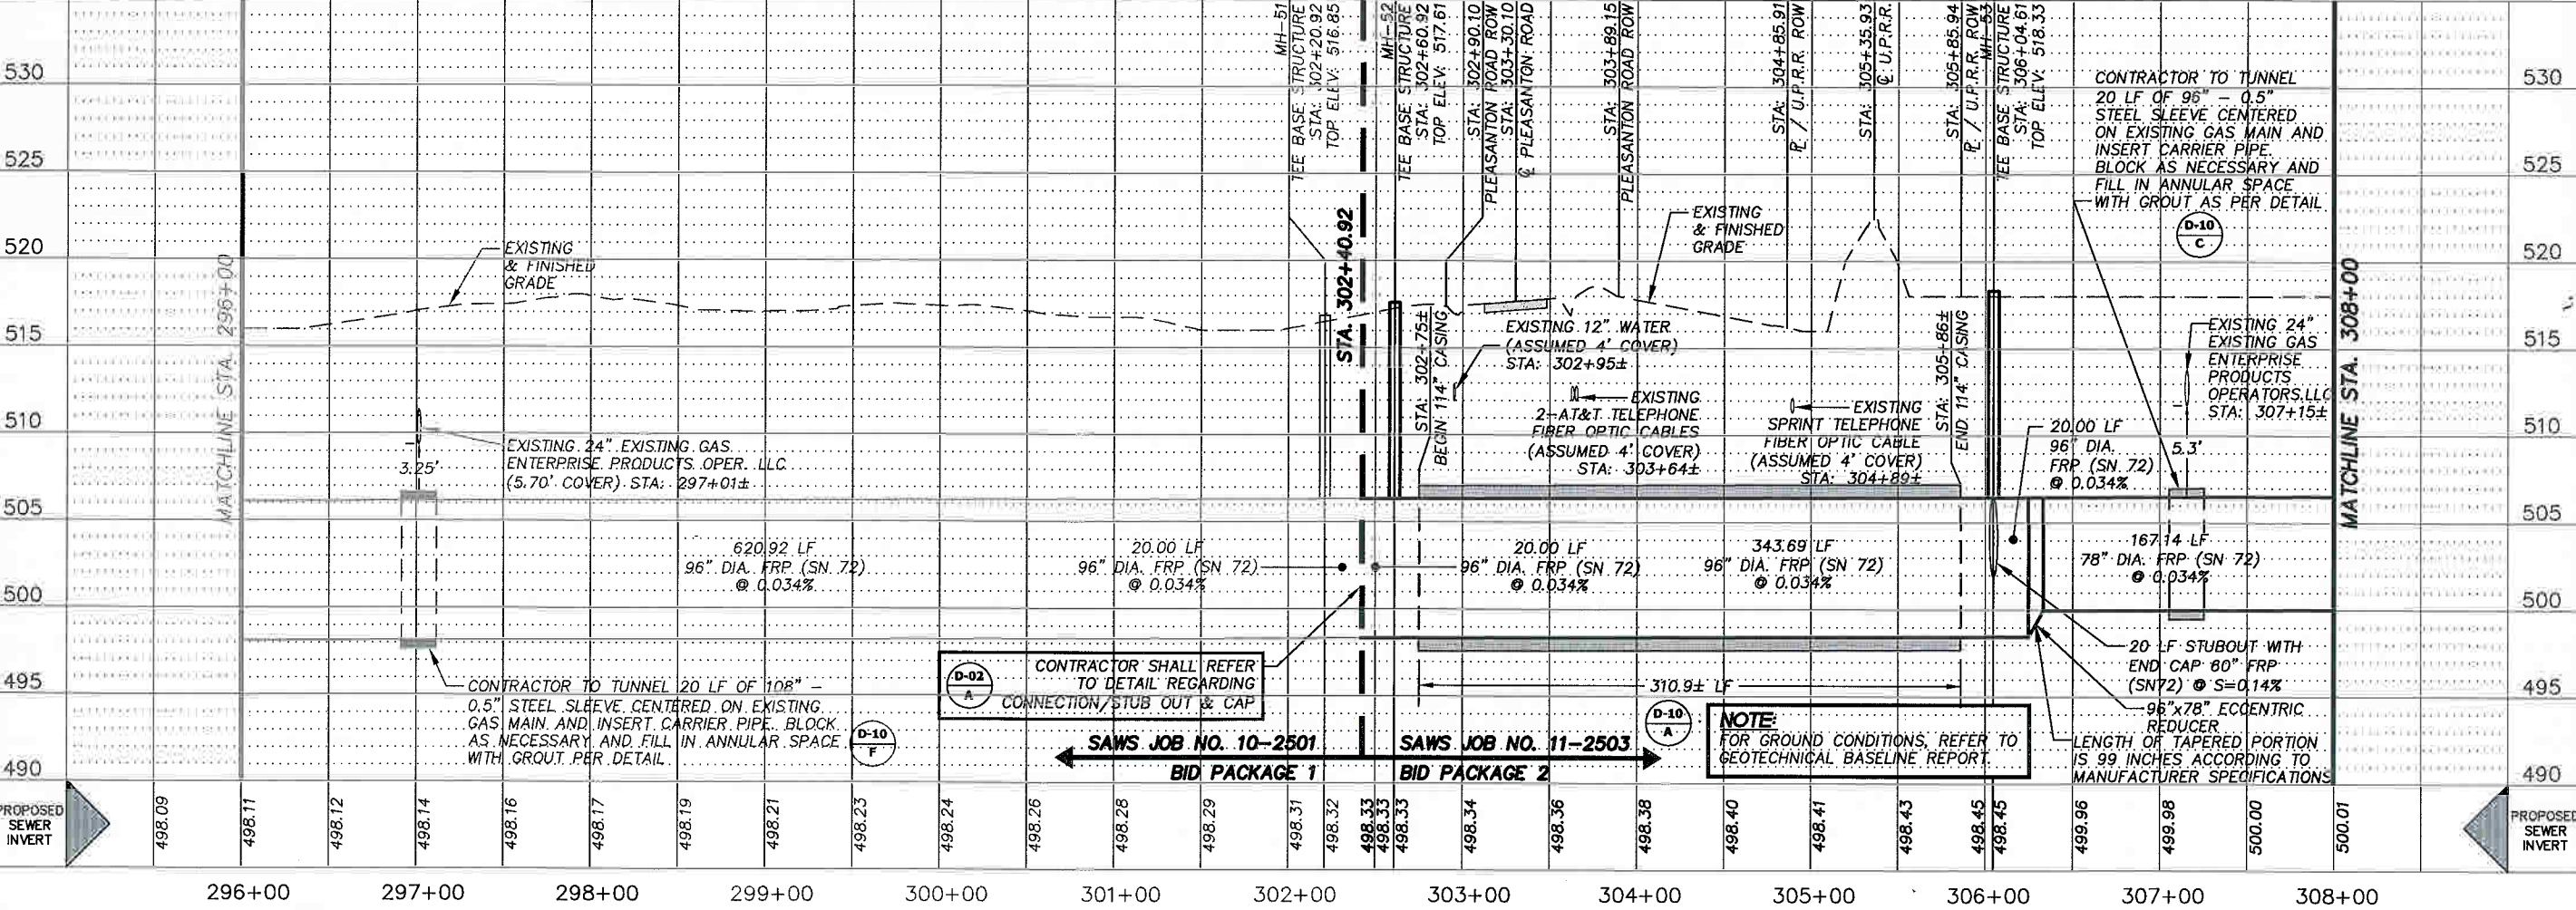 530
525
520
515
510
505
500
495
490
PROPOSED
SEWER
INVERT
MATCHLINE STA. 296+00
EXISTING
& FINISHED
GRADE
3.25'
EXISTING 24" EXISTING GAS
ENTERPRISE PRODUCTS OPER. LLC
(5.70' COVER) STA: 297+01±
620.92 LF
96" DIA. FRP (SN 72)
@ 0.034%
CONTRACTOR TO TUNNEL 20 LF OF 108" –
0.5" STEEL SLEEVE CENTERED ON EXISTING
GAS MAIN AND INSERT CARRIER PIPE. BLOCK
AS NECESSARY AND FILL IN ANNULAR SPACE
WITH GROUT PER DETAIL
D-10
F
20.00 LF
96" DIA. FRP (SN 72)
@ 0.034%
D-02
A
CONTRACTOR SHALL REFER
TO DETAIL REGARDING
CONNECTION/STUB OUT & CAP
SAWS JOB NO. 10-2501
BID PACKAGE 1
SAWS JOB NO. 11-2503
BID PACKAGE 2
MH-51
TEE BASE STRUCTURE
STA: 302+20.92
TOP ELEV: 516.85
STA. 302+40.92
MH-52
TEE BASE STRUCTURE
STA: 302+60.92
TOP ELEV: 517.61
STA: 302+90.10
PLEASANTON ROAD ROW
STA: 303+30.10
℄ PLEASANTON ROAD
STA: 303+89.15
PLEASANTON ROAD ROW
STA: 304+85.91
℞ / U.P.R.R. ROW
STA: 305+35.93
℄ U.P.R.R.
STA: 305+85.94
℞ / U.P.R.R. ROW
MH-53
TEE BASE STRUCTURE
STA: 306+04.61
TOP ELEV: 518.33
EXISTING
& FINISHED
GRADE
STA: 302+75±
BEGIN 114" CASING
EXISTING 12" WATER
(ASSUMED 4' COVER)
STA: 302+95±
EXISTING
2-AT&T TELEPHONE
FIBER OPTIC CABLES
(ASSUMED 4' COVER)
STA: 303+64±
EXISTING
SPRINT TELEPHONE
FIBER OPTIC CABLE
(ASSUMED 4' COVER)
STA: 304+89±
STA: 305+86±
END 114" CASING
20.00 LF
96" DIA. FRP (SN 72)
@ 0.034%
343.69 LF
96" DIA. FRP (SN 72)
@ 0.034%
310.9± LF
D-10
A
NOTE:
FOR GROUND CONDITIONS, REFER TO
GEOTECHNICAL BASELINE REPORT.
CONTRACTOR TO TUNNEL
20 LF OF 96" – 0.5"
STEEL SLEEVE CENTERED
ON EXISTING GAS MAIN AND
INSERT CARRIER PIPE.
BLOCK AS NECESSARY AND
FILL IN ANNULAR SPACE
WITH GROUT AS PER DETAIL
D-10
C
EXISTING 24"
EXISTING GAS
ENTERPRISE
PRODUCTS
OPERATORS,LLC
STA: 307+15±
5.3'
20.00 LF
96" DIA.
FRP (SN 72)
@ 0.034%
167.14 LF
78" DIA. FRP (SN 72)
@ 0.034%
20 LF STUBOUT WITH
END CAP 60" FRP
(SN72) @ S=0.14%
96"x78" ECCENTRIC
REDUCER
LENGTH OF TAPERED PORTION
IS 99 INCHES ACCORDING TO
MANUFACTURER SPECIFICATIONS
MATCHLINE STA. 308+00
530
525
520
515
510
505
500
495
490
PROPOSED
SEWER
INVERT
498.09
498.11
498.12
498.14
498.16
498.17
498.19
498.21
498.23
498.24
498.26
498.28
498.29
498.31
498.32
498.33
498.33
498.33
498.34
498.36
498.38
498.40
498.41
498.43
498.45
498.45
499.96
499.98
500.00
500.01
296+00
297+00
298+00
299+00
300+00
301+00
302+00
303+00
304+00
305+00
306+00
307+00
308+00